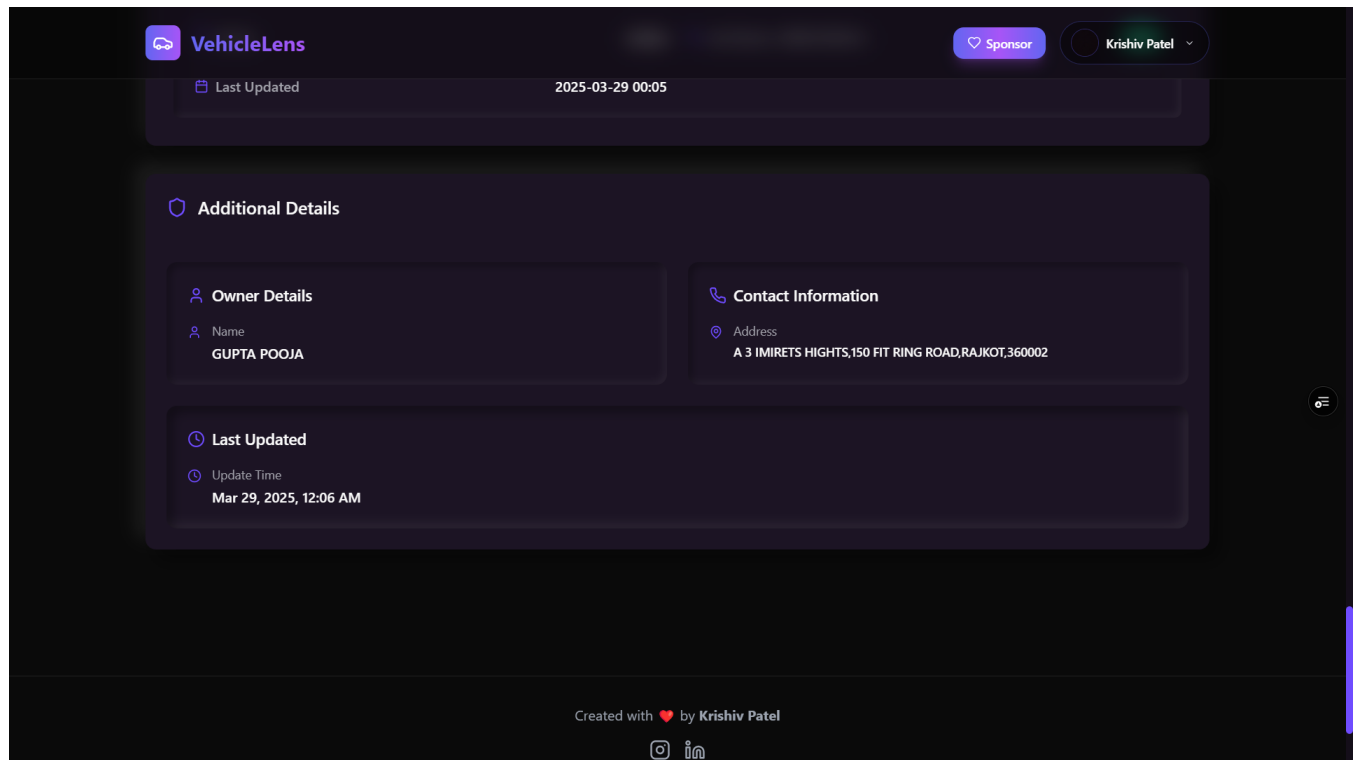 VehicleLens
Sponsor
Krishiv Patel
Last Updated 2025-03-29 00:05
Additional Details
Owner Details
Name
GUPTA POOJA
Contact Information
Address
A 3 IMIRETS HIGHTS,150 FIT RING ROAD,RAJKOT,360002
Last Updated
Update Time
Mar 29, 2025, 12:06 AM
Created with ❤️ by Krishiv Patel